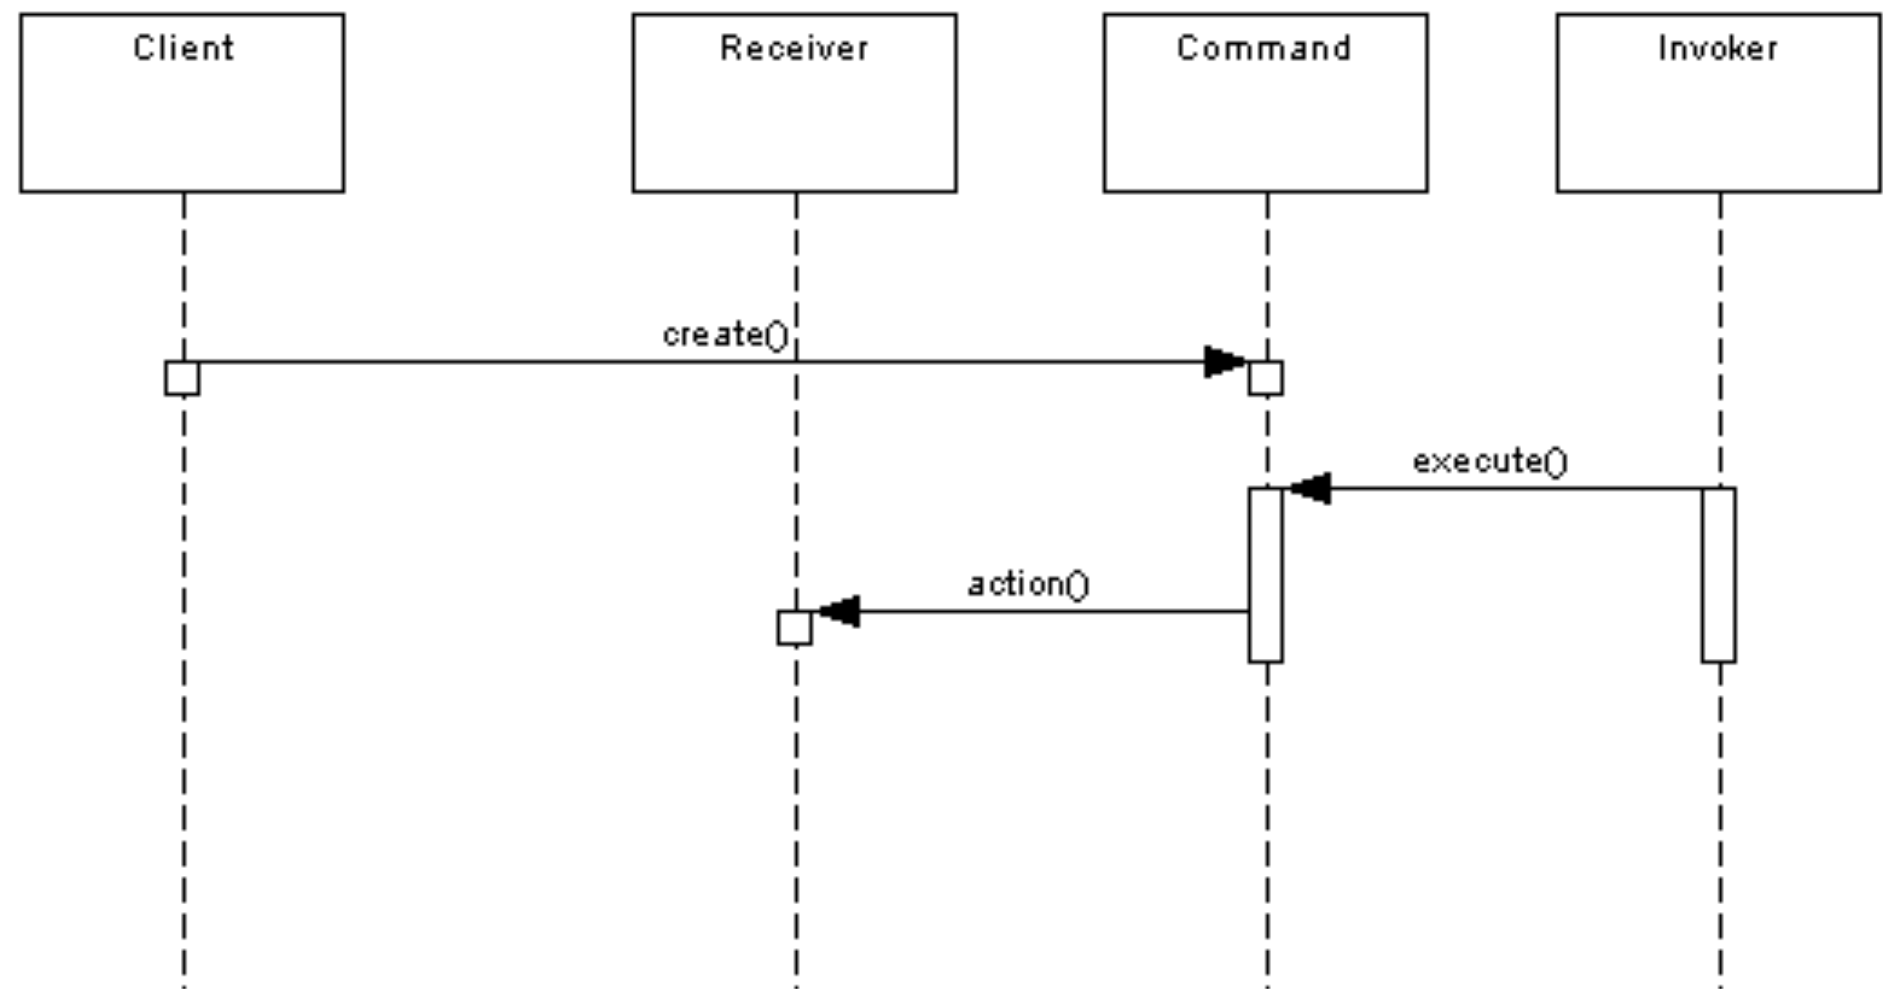 Client
Receiver
Command
Invoker
create()
execute()
action()